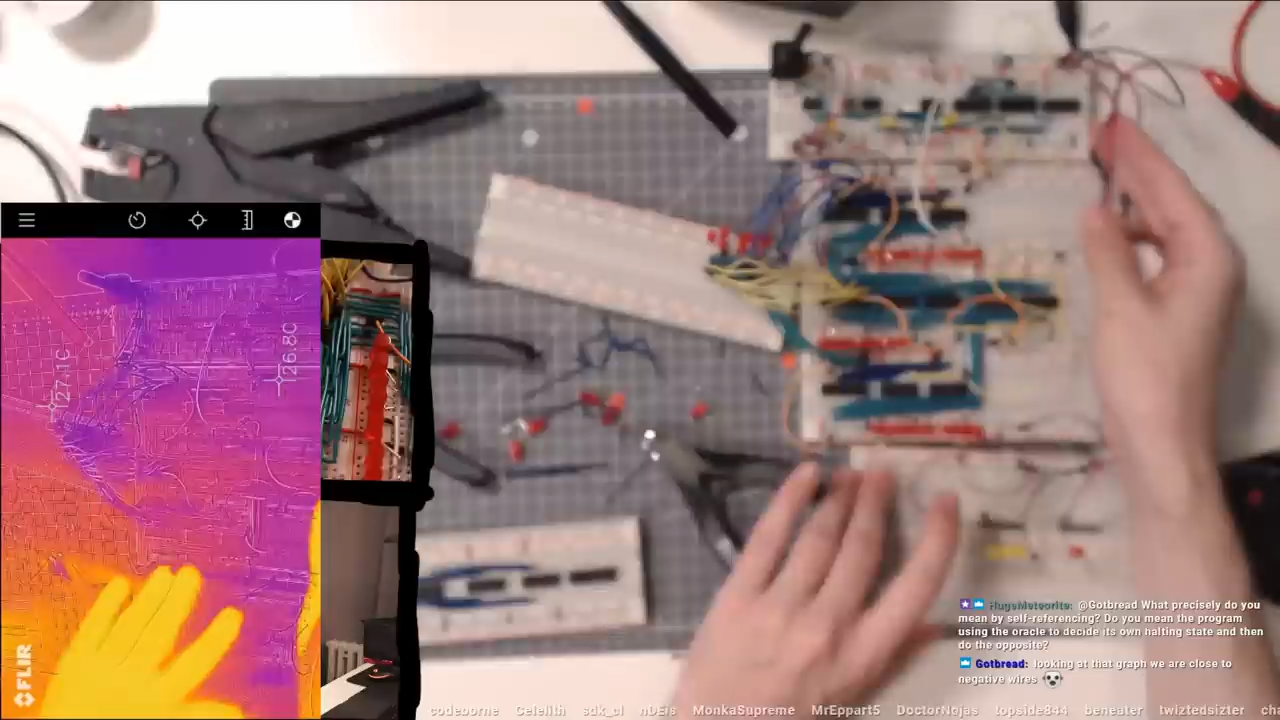 27.1C
26.8C
FLIR
HugeMeteorite: @Gotbread What precisely do you
mean by self-referencing? Do you mean the program
using the oracle to decide its own halting state and then
do the opposite?
Gotbread: looking at that graph we are close to
negative wires
codeborne Celelith sdk_cl nDEis MonkaSupreme MrEppart5 DoctorNojas topside844 beneater twiztedsizter cha